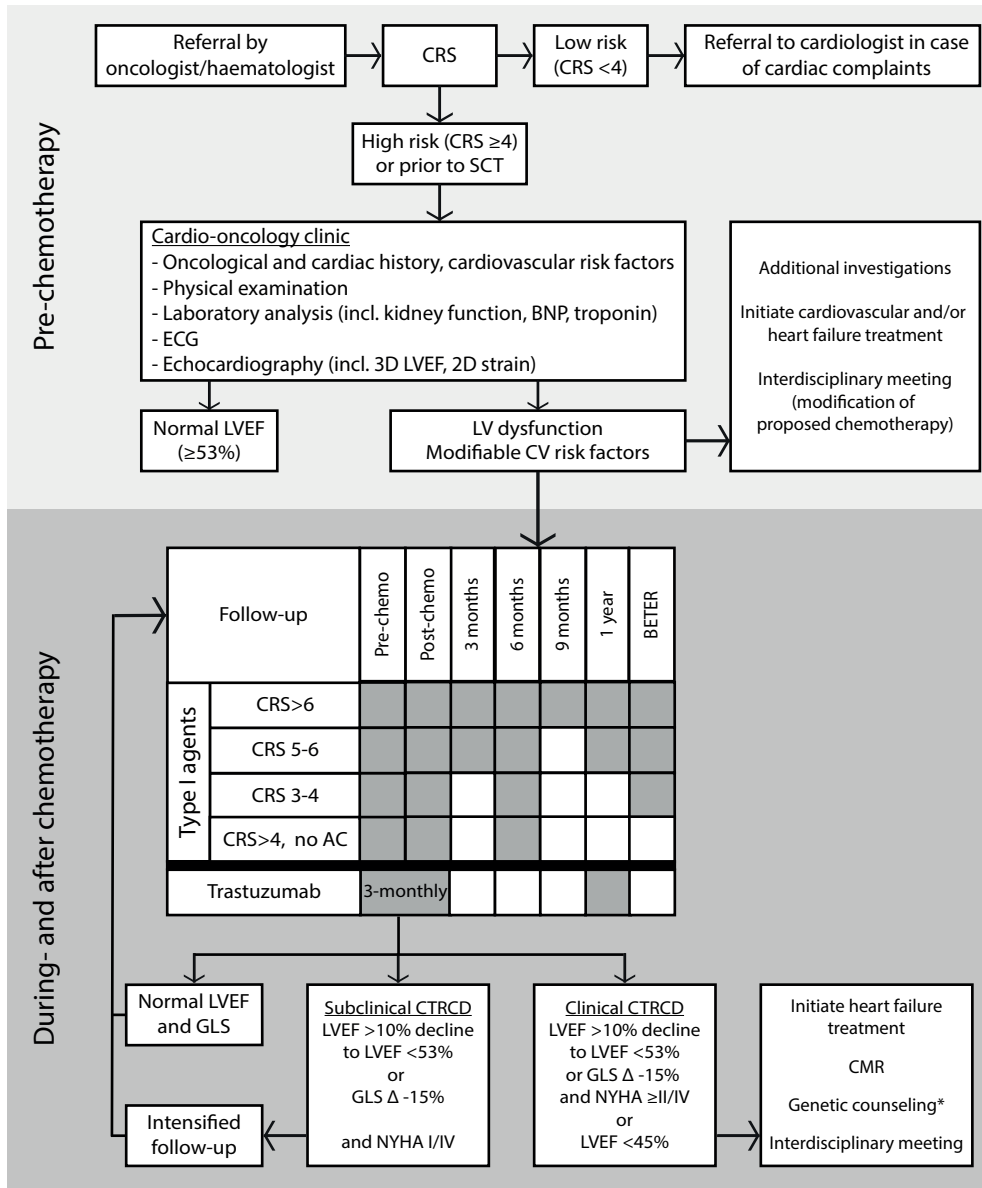 Pre-chemotherapy
Referral by
oncologist/haematologist
CRS
Low risk
(CRS <4)
Referral to cardiologist in case
of cardiac complaints
High risk (CRS ≥4)
or prior to SCT
Cardio-oncology clinic
- Oncological and cardiac history, cardiovascular risk factors
- Physical examination
- Laboratory analysis (incl. kidney function, BNP, troponin)
- ECG
- Echocardiography (incl. 3D LVEF, 2D strain)
Additional investigations
Initiate cardiovascular and/or
heart failure treatment
Interdisciplinary meeting
(modification of
proposed chemotherapy)
Normal LVEF
(≥53%)
LV dysfunction
Modifiable CV risk factors
During- and after chemotherapy
Follow-up
Pre-chemo
Post-chemo
3 months
6 months
9 months
1 year
BETER
Type I agents
CRS>6
CRS 5-6
CRS 3-4
CRS>4, no AC
Trastuzumab
3-monthly
Normal LVEF
and GLS
Subclinical CTRCD
LVEF >10% decline
to LVEF <53%
or
GLS Δ -15%
and NYHA I/IV
Clinical CTRCD
LVEF >10% decline
to LVEF <53%
or GLS Δ -15%
and NYHA ≥II/IV
or
LVEF <45%
Initiate heart failure
treatment
CMR
Genetic counseling*
Interdisciplinary meeting
Intensified
follow-up